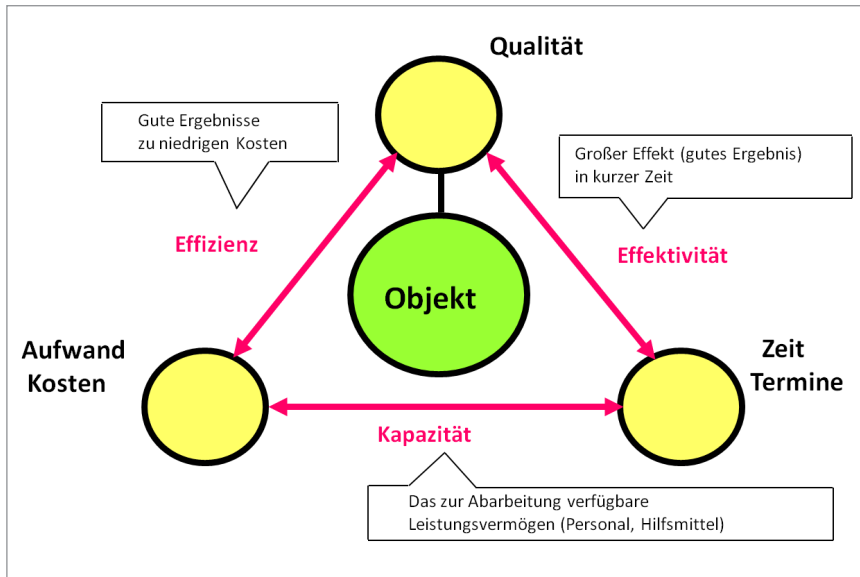 Qualität
Gute Ergebnisse
zu niedrigen Kosten
Großer Effekt (gutes Ergebnis)
in kurzer Zeit
Effizienz
Effektivität
Objekt
Aufwand
Kosten
Zeit
Termine
Kapazität
Das zur Abarbeitung verfügbare
Leistungsvermögen (Personal, Hilfsmittel)